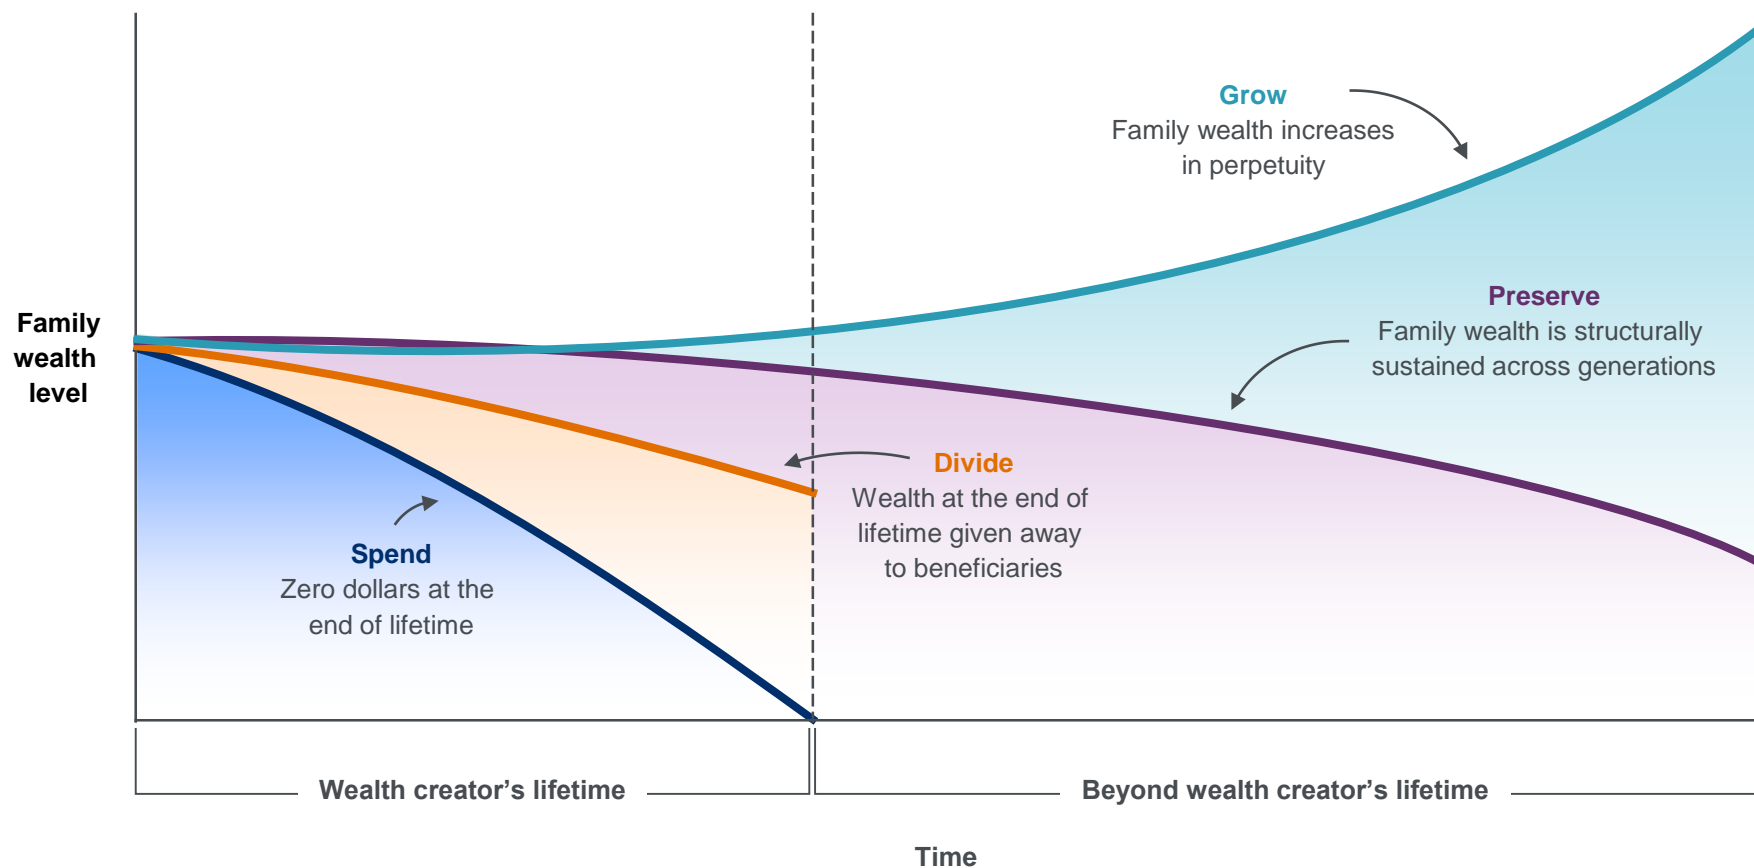 Grow
Family wealth increases
in perpetuity
Preserve
Family wealth is structurally
sustained across generations
Family
wealth
level
Divide
Wealth at the end of
lifetime given away
to beneficiaries
Spend
Zero dollars at the
end of lifetime
Wealth creator’s lifetime
Beyond wealth creator’s lifetime
Time